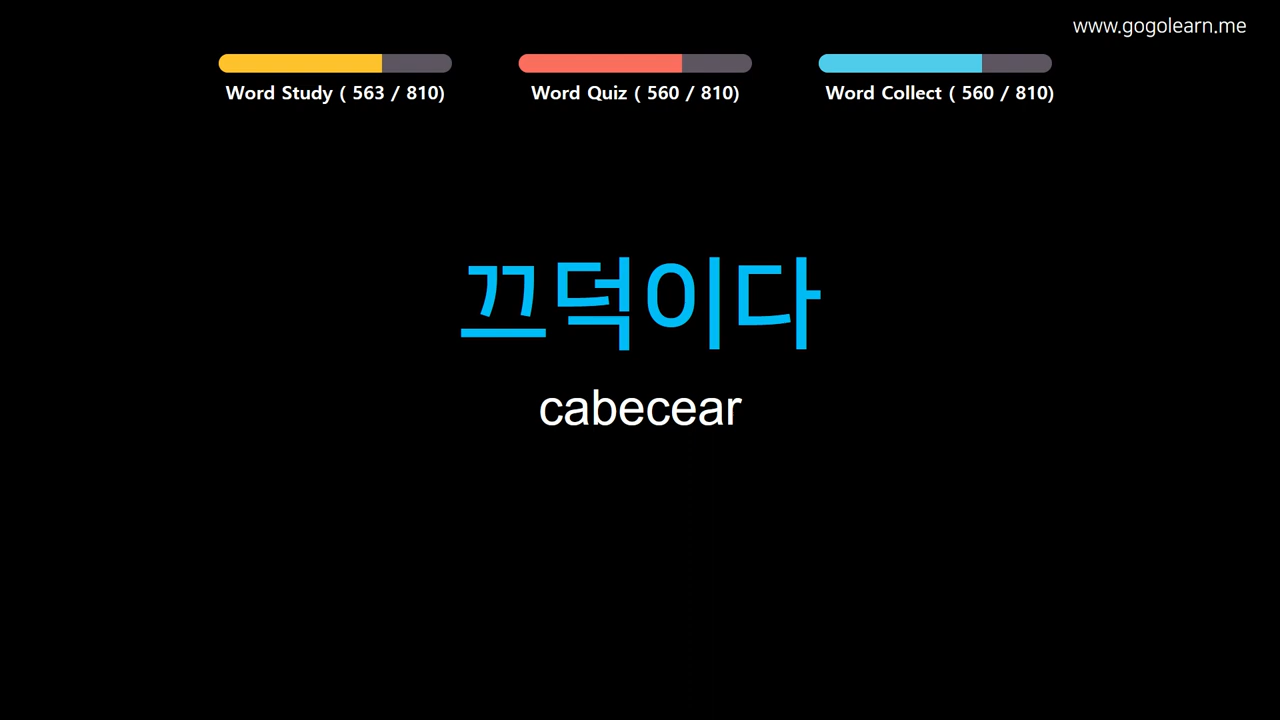 www.gogolearn.me
Word Study ( 563 / 810)
Word Quiz ( 560 / 810)
Word Collect ( 560 / 810)
끄덕이다
cabecear